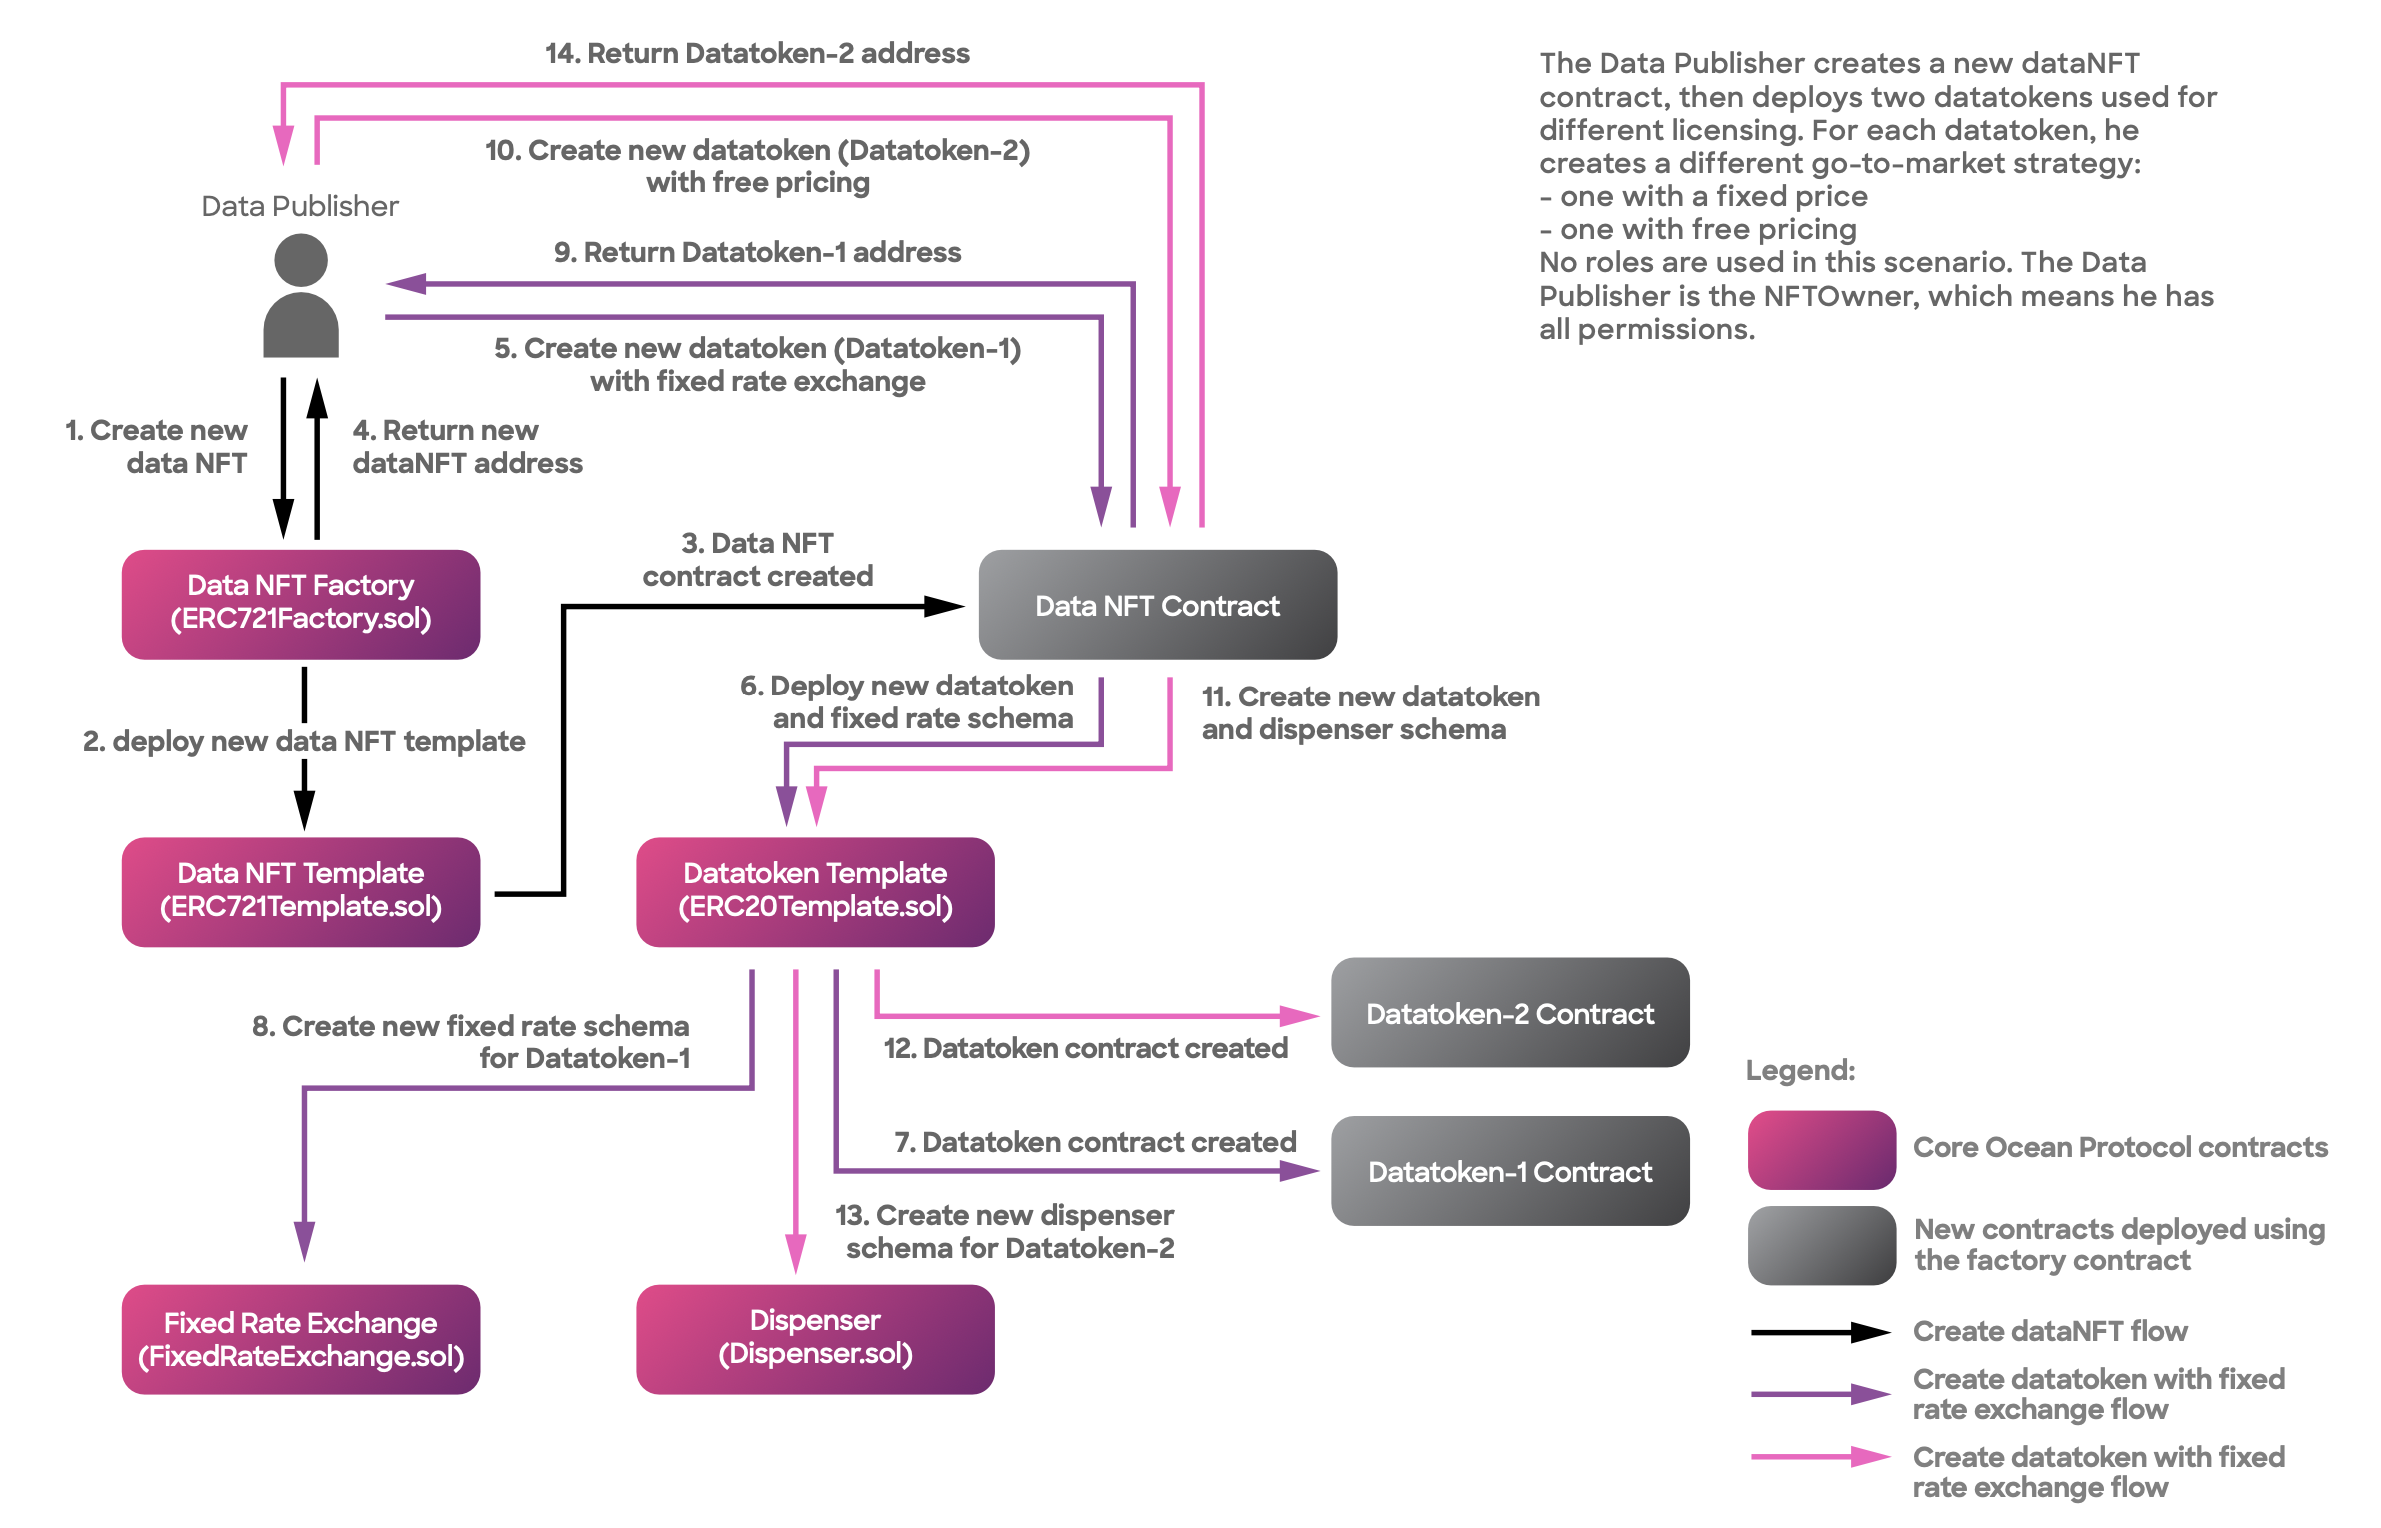 14. Return Datatoken-2 address
10. Create new datatoken (Datatoken-2)
with free pricing
Data Publisher
9. Return Datatoken-1 address
5. Create new datatoken (Datatoken-1)
with fixed rate exchange
The Data Publisher creates a new dataNFT
contract, then deploys two datatokens used for
different licensing. For each datatoken, he
creates a different go-to-market strategy:
- one with a fixed price
- one with free pricing
No roles are used in this scenario. The Data
Publisher is the NFTOwner, which means he has
all permissions.
1. Create new
data NFT
4. Return new
dataNFT address
Data NFT Factory
(ERC721Factory.sol)
3. Data NFT
contract created
Data NFT Contract
2. deploy new data NFT template
6. Deploy new datatoken
and fixed rate schema
11. Create new datatoken
and dispenser schema
Data NFT Template
(ERC721Template.sol)
Datatoken Template
(ERC20Template.sol)
8. Create new fixed rate schema
for Datatoken-1
12. Datatoken contract created
Datatoken-2 Contract
7. Datatoken contract created
Datatoken-1 Contract
13. Create new dispenser
schema for Datatoken-2
Fixed Rate Exchange
(FixedRateExchange.sol)
Dispenser
(Dispenser.sol)
Legend:
Core Ocean Protocol contracts
New contracts deployed using
the factory contract
Create dataNFT flow
Create datatoken with fixed
rate exchange flow
Create datatoken with fixed
rate exchange flow